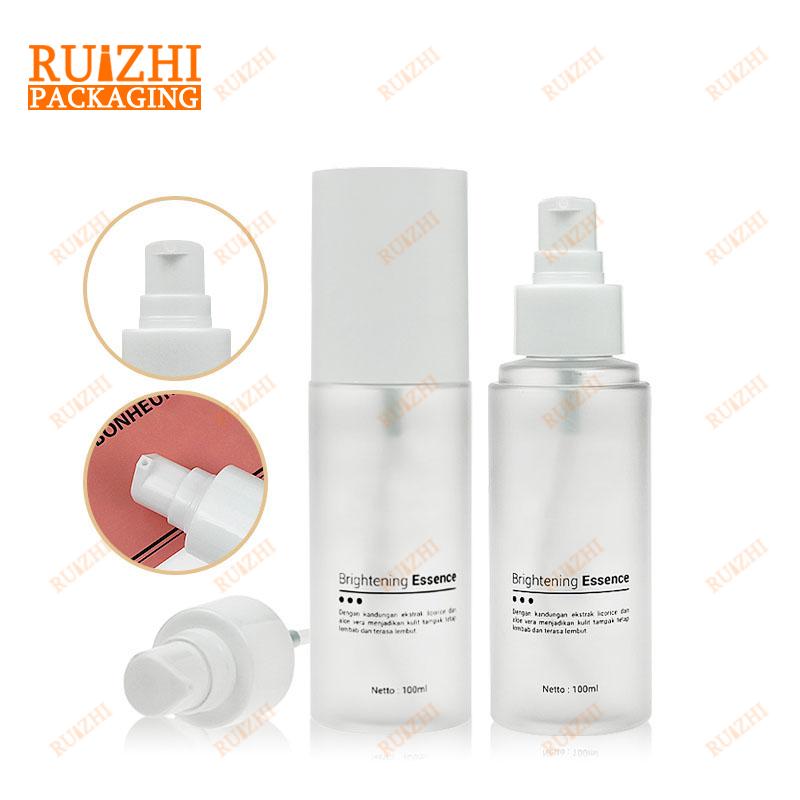 RUIZHI
PACKAGING
BONHEUR
Brightening Essence
Dengan kandungan ekstrak licorice dan
aloe vera menjadikan kulit tampak tetap
lembab dan terasa lembut.
Netto : 100ml
Brightening Essence
Dengan kandungan ekstrak licorice dan
aloe vera menjadikan kulit tampak tetap
lembab dan terasa lembut.
Netto : 100ml
RUIZHI